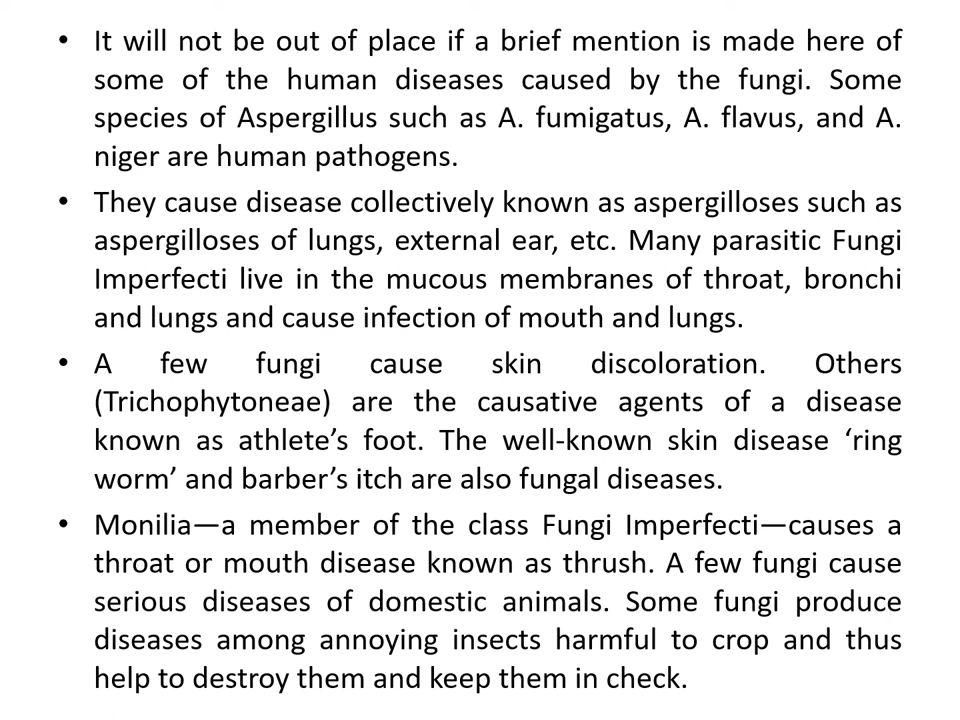 • It will not be out of place if a brief mention is made here of
some of the human diseases caused by the fungi. Some
species of Aspergillus such as A. fumigatus, A. flavus, and A.
niger are human pathogens.
• They cause disease collectively known as aspergilloses such as
aspergilloses of lungs, external ear, etc. Many parasitic Fungi
Imperfecti live in the mucous membranes of throat, bronchi
and lungs and cause infection of mouth and lungs.
• A few fungi cause skin discoloration. Others
(Trichophytoneae) are the causative agents of a disease
known as athlete’s foot. The well-known skin disease ‘ring
worm’ and barber’s itch are also fungal diseases.
• Monilia—a member of the class Fungi Imperfecti—causes a
throat or mouth disease known as thrush. A few fungi cause
serious diseases of domestic animals. Some fungi produce
diseases among annoying insects harmful to crop and thus
help to destroy them and keep them in check.